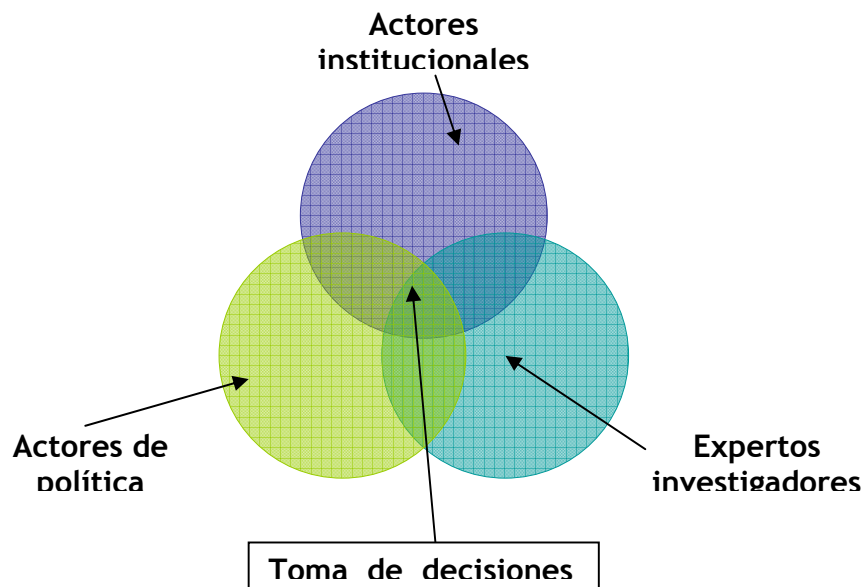 Actores
institucionales
Actores de
política
Expertos
investigadores
Toma de decisiones